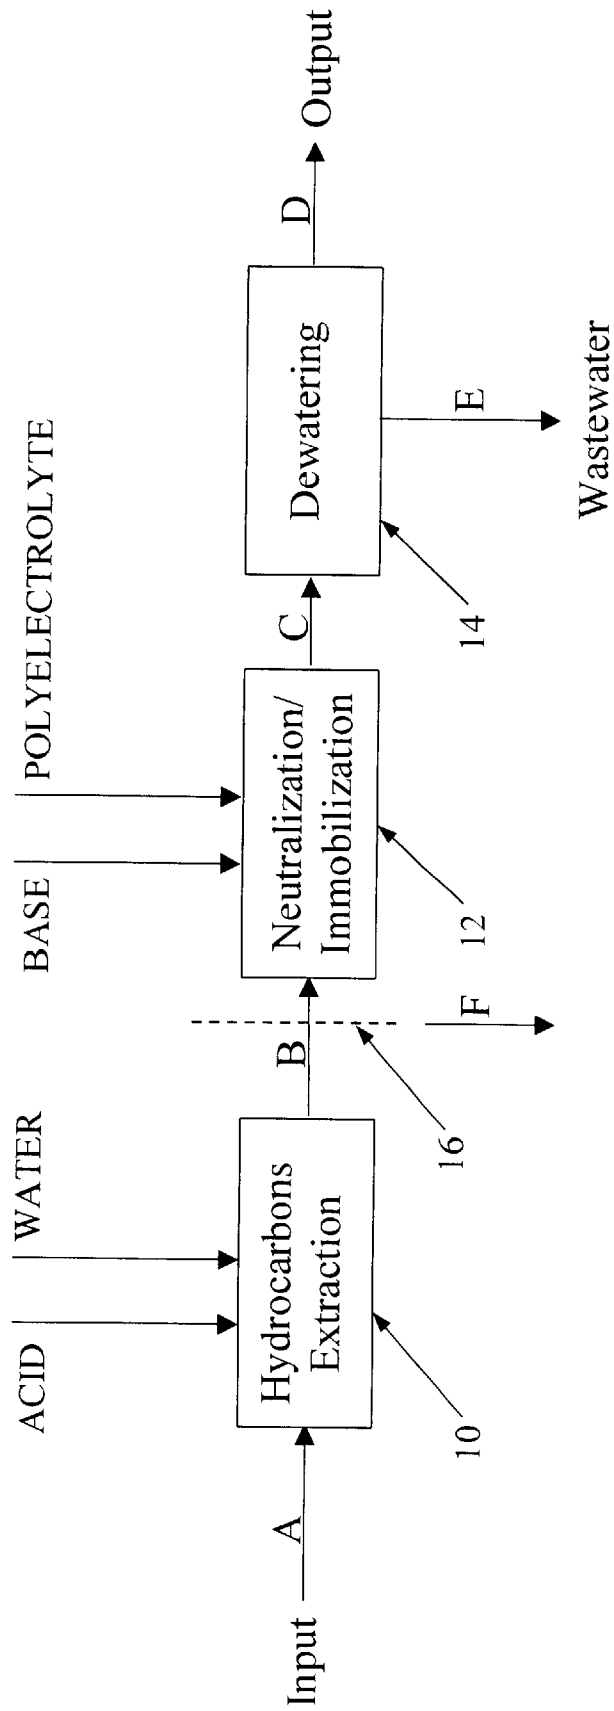 ACID
WATER
BASE
POLYELECTROLYTE
Input
A
Hydrocarbons
Extraction
B
Neutralization/
Immobilization
C
Dewatering
D
Output
10
16
F
12
14
E
Wastewater